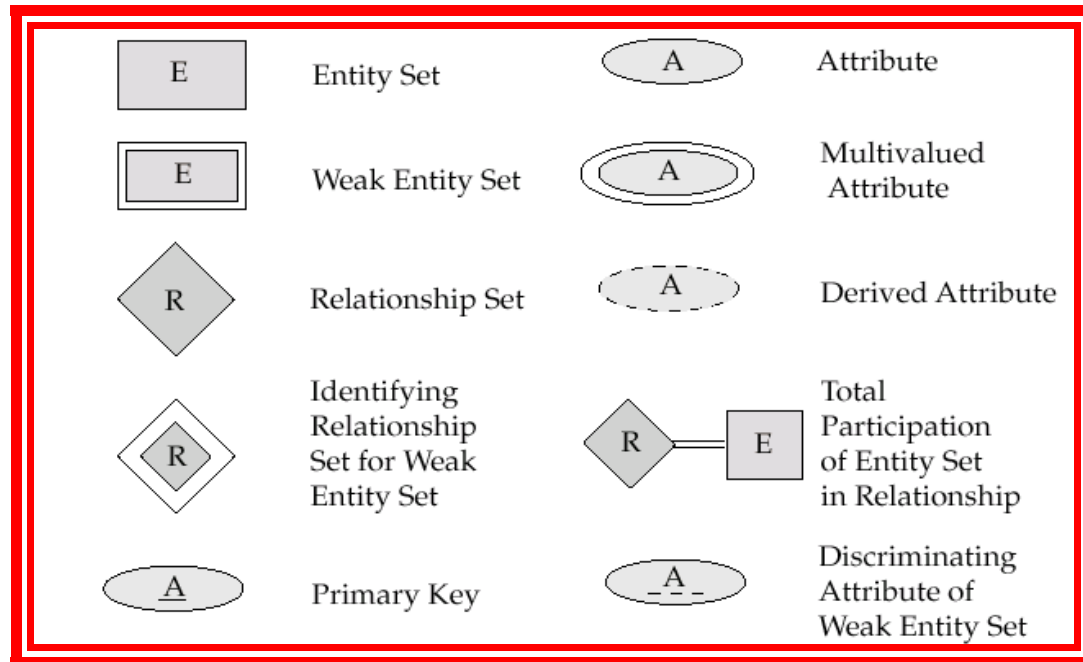 E
Entity Set
A
Attribute
E
Weak Entity Set
A
Multivalued
Attribute
R
Relationship Set
A
Derived Attribute
R
Identifying
Relationship
Set for Weak
Entity Set
R
E
Total
Participation
of Entity Set
in Relationship
A
Primary Key
A
Discriminating
Attribute of
Weak Entity Set